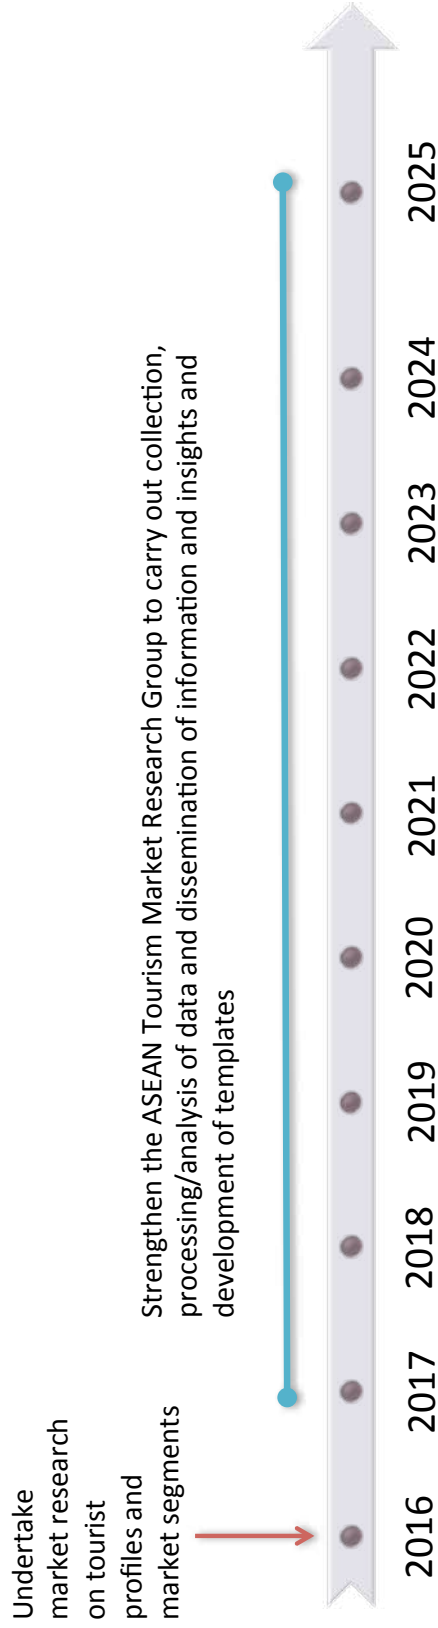 Undertake
market research
on tourist
profiles and
market segments
Strengthen the ASEAN Tourism Market Research Group to carry out collection,
processing/analysis of data and dissemination of information and insights and
development of templates
2016
2017
2018
2019
2020
2021
2022
2023
2024
2025